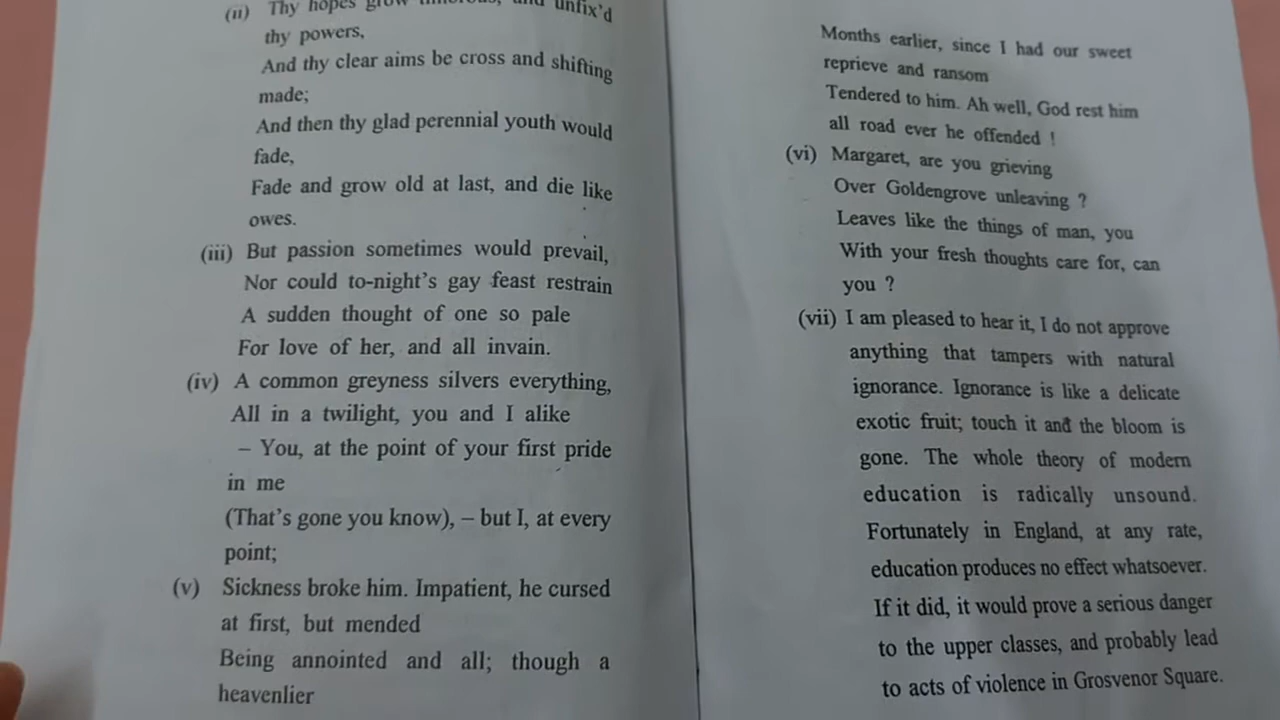 (ii) Thy hopes grow timorous, and unfix'd
thy powers,
And thy clear aims be cross and shifting
made;
And then thy glad perennial youth would
fade,
Fade and grow old at last, and die like
owes.
(iii) But passion sometimes would prevail,
Nor could to-night's gay feast restrain
A sudden thought of one so pale
For love of her, and all invain.
(iv) A common greyness silvers everything,
All in a twilight, you and I alike
– You, at the point of your first pride
in me
(That's gone you know), – but I, at every
point;
(v) Sickness broke him. Impatient, he cursed
at first, but mended
Being annointed and all; though a
heavenlier
Months earlier, since I had our sweet
reprieve and ransom
Tendered to him. Ah well, God rest him
all road ever he offended !
(vi) Margaret, are you grieving
Over Goldengrove unleaving ?
Leaves like the things of man, you
With your fresh thoughts care for, can
you ?
(vii) I am pleased to hear it, I do not approve
anything that tampers with natural
ignorance. Ignorance is like a delicate
exotic fruit; touch it and the bloom is
gone. The whole theory of modern
education is radically unsound.
Fortunately in England, at any rate,
education produces no effect whatsoever.
If it did, it would prove a serious danger
to the upper classes, and probably lead
to acts of violence in Grosvenor Square.